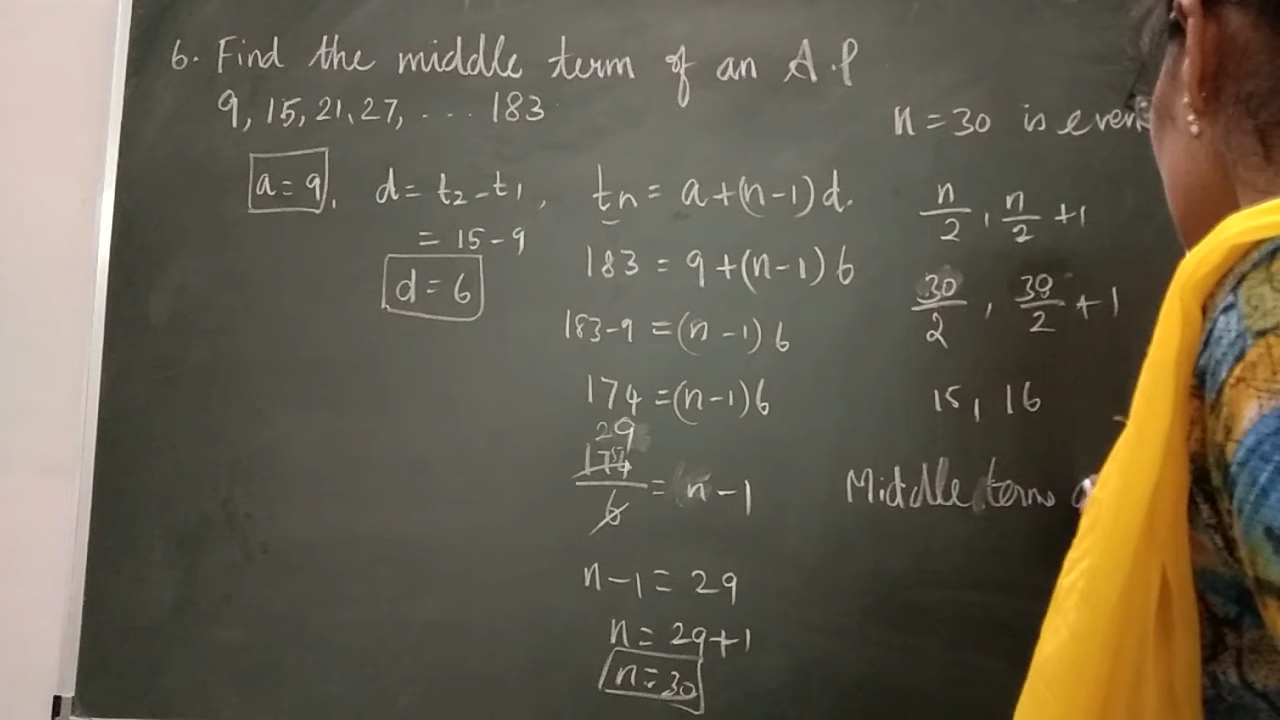 6. Find the middle term of an A.P
9, 15, 21, 27, .... 183.
a = 9, d = t2 - t1,
= 15 - 9
d = 6
tn = a + (n-1) d.
183 = 9 + (n-1) 6
183-9 = (n-1) 6
174 = (n-1) 6
29
174/6 = n - 1
n - 1 = 29
n = 29 + 1
n = 30
n = 30 is even
n/2, n/2 + 1
30/2, 30/2 + 1
15, 16
Middle terms